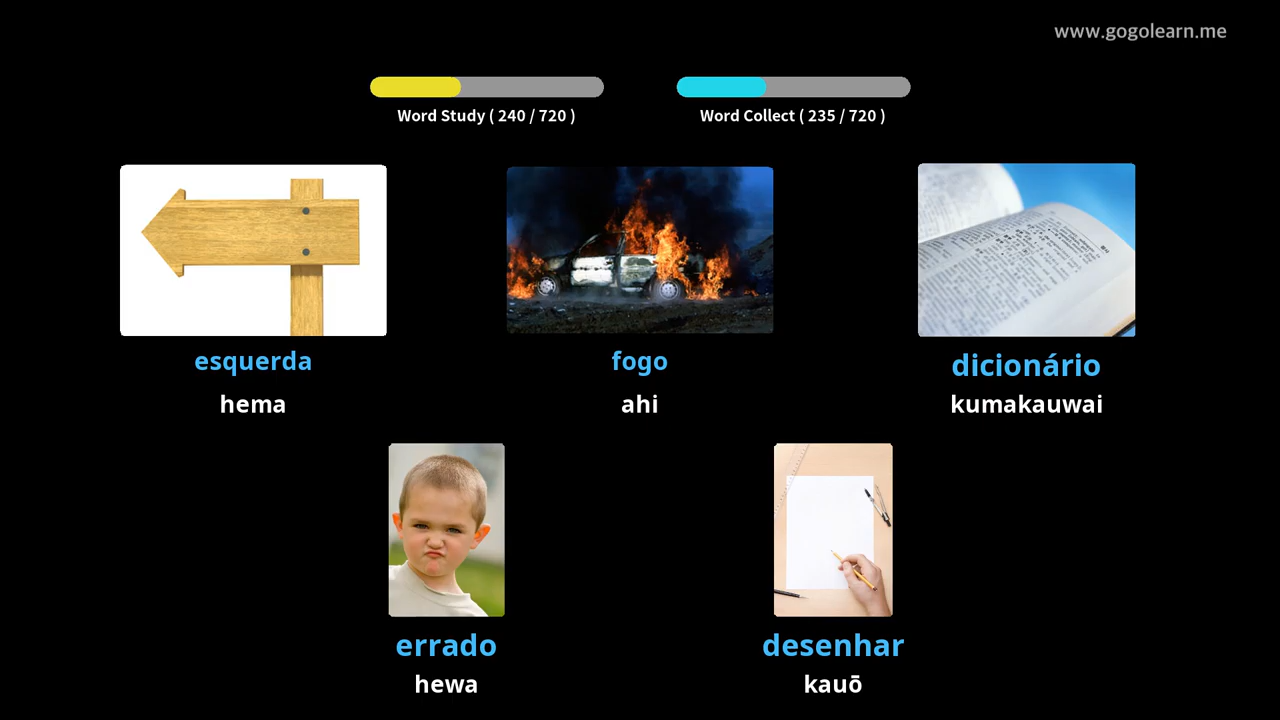 www.gogolearn.me
Word Study ( 240 / 720 )
Word Collect ( 235 / 720 )
esquerda
hema
fogo
ahi
dicionário
kumakauwai
errado
hewa
desenhar
kauō